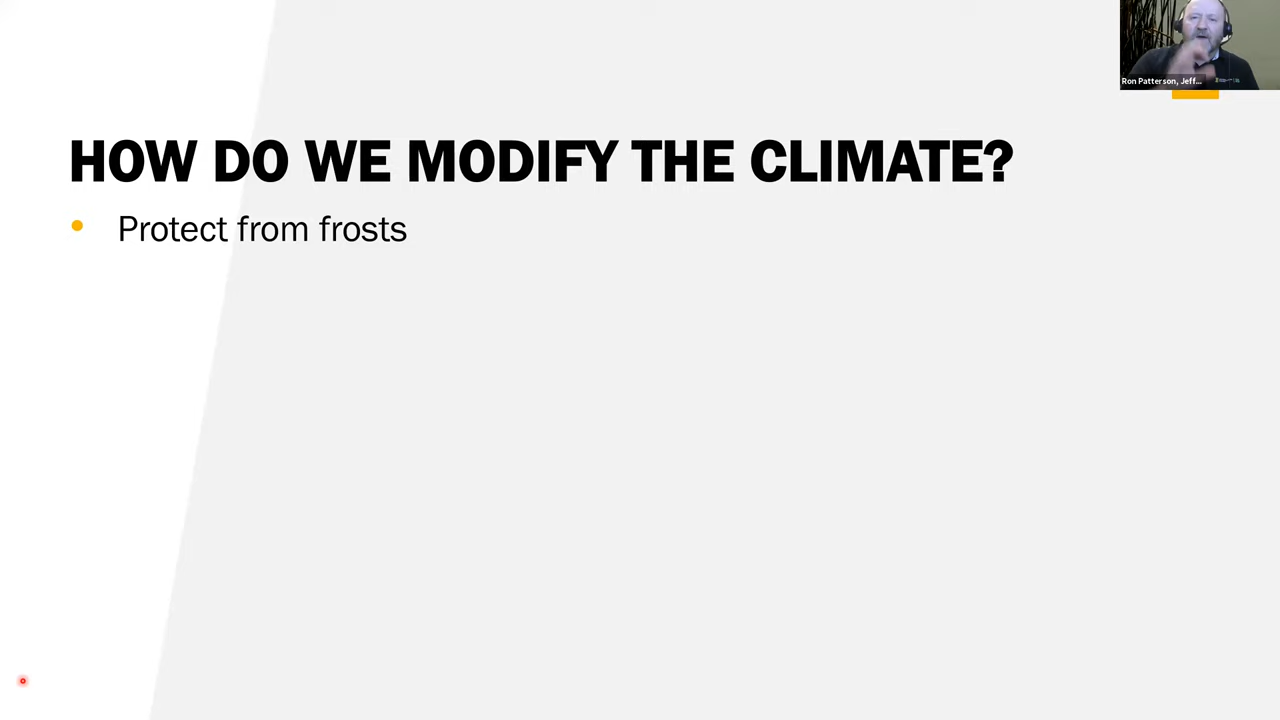 Ron Patterson, Jeff...
HOW DO WE MODIFY THE CLIMATE?
• Protect from frosts